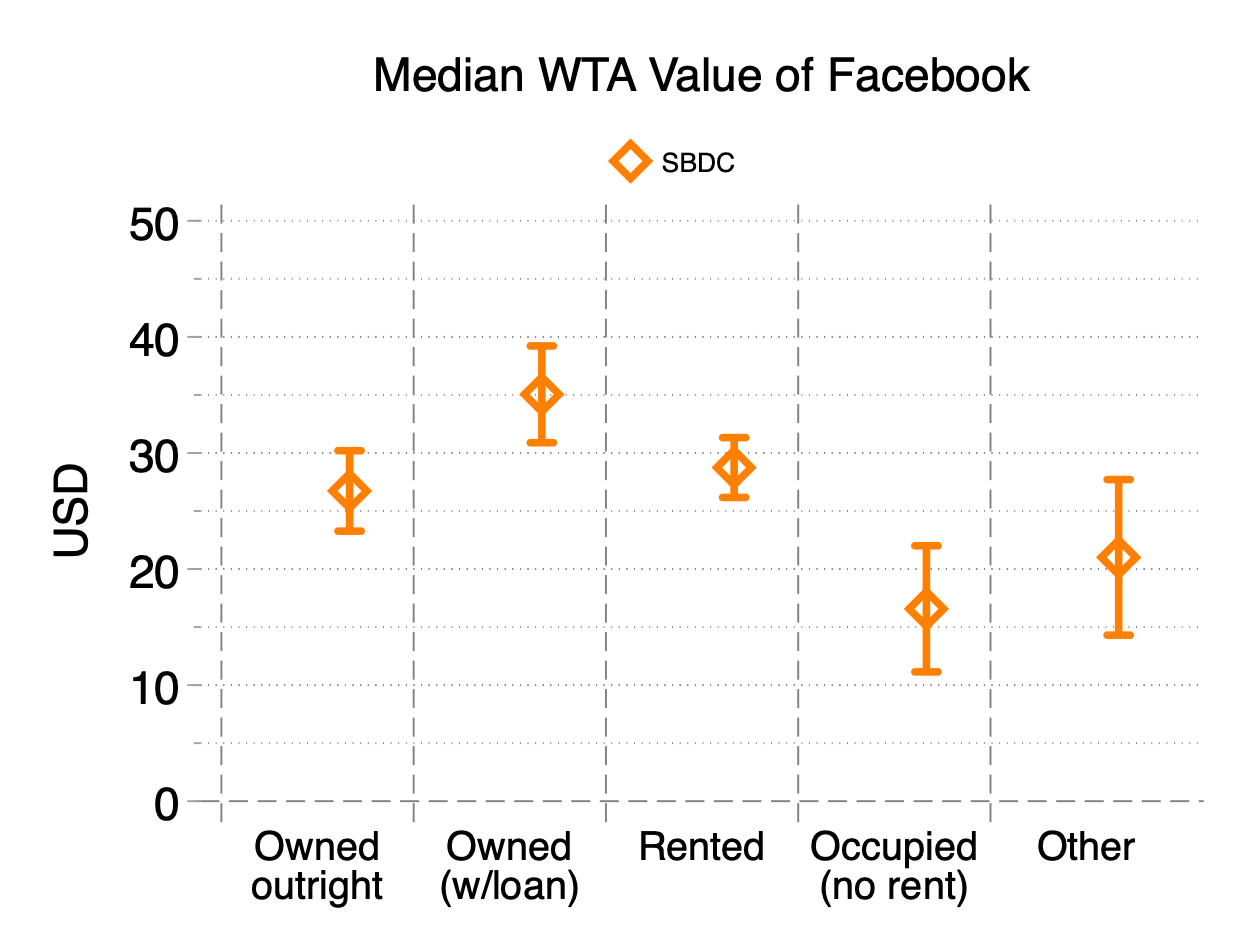 Median WTA Value of Facebook
SBDC
50
40
30
20
10
0
USD
Owned
outright
Owned
(w/loan)
Rented
Occupied
(no rent)
Other